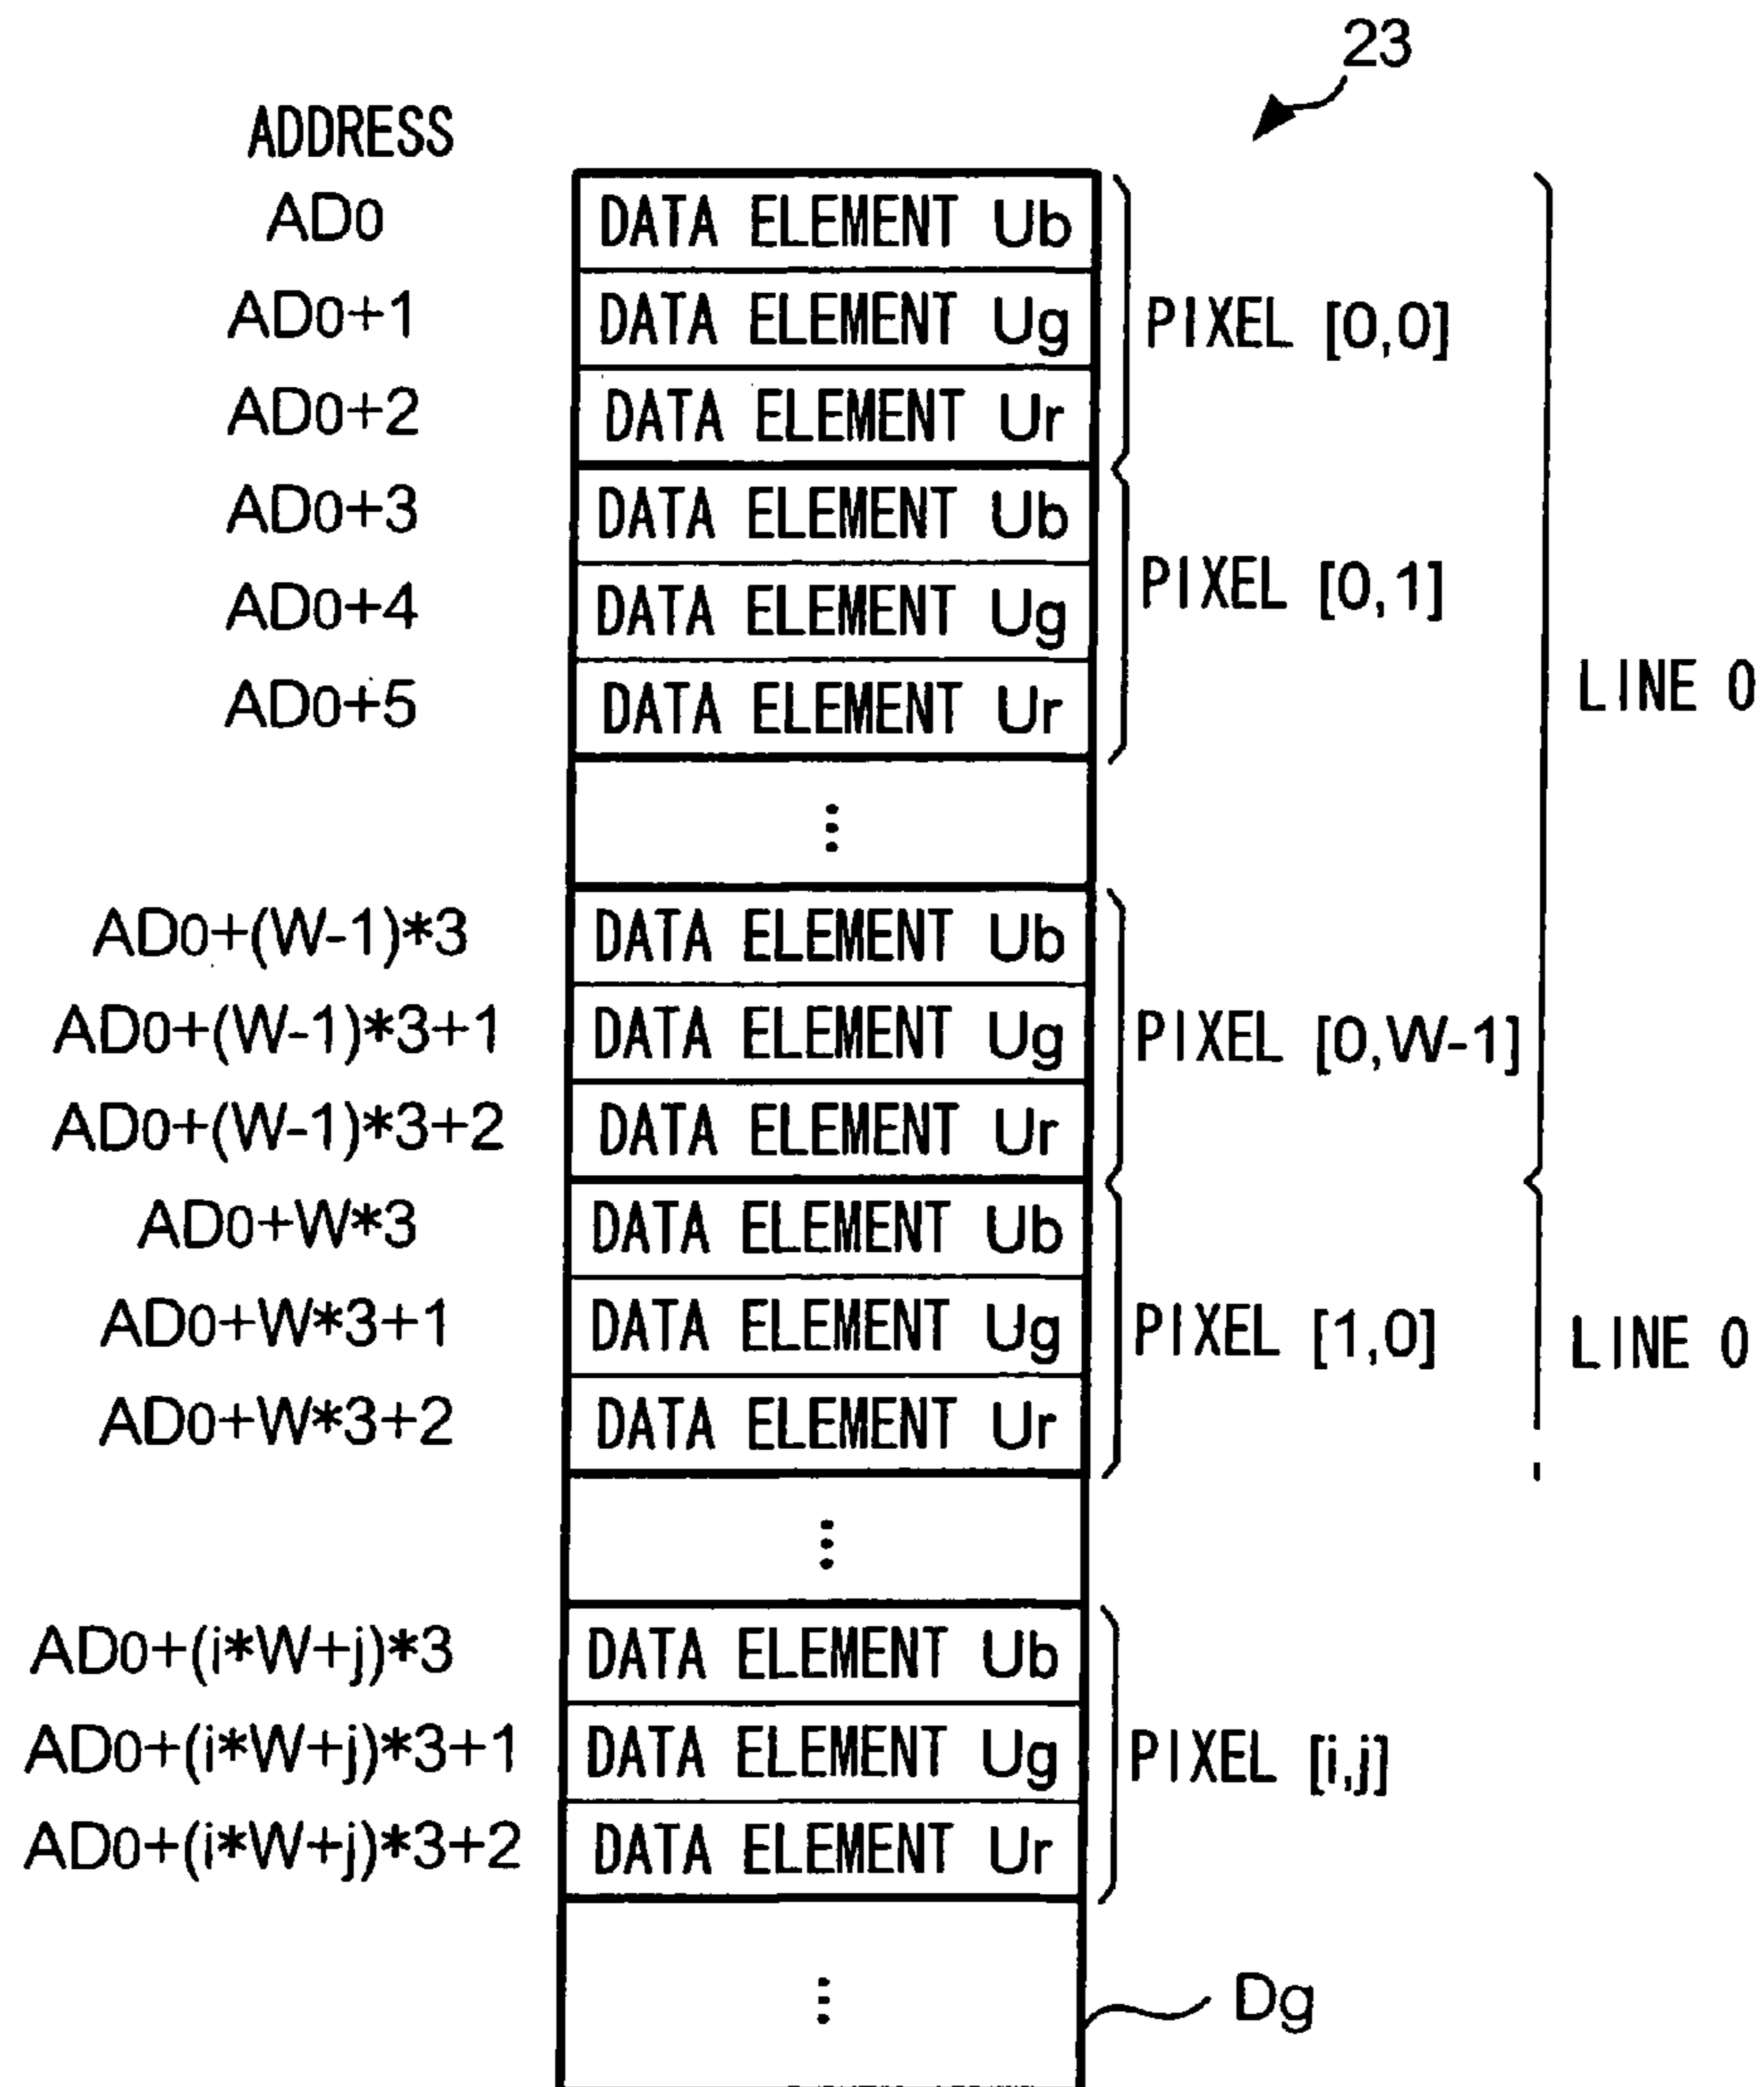 23
ADDRESS
AD0 DATA ELEMENT Ub
AD0+1 DATA ELEMENT Ug PIXEL [0,0]
AD0+2 DATA ELEMENT Ur
AD0+3 DATA ELEMENT Ub
AD0+4 DATA ELEMENT Ug PIXEL [0,1]
AD0+5 DATA ELEMENT Ur LINE 0
⋮
AD0+(W-1)*3 DATA ELEMENT Ub
AD0+(W-1)*3+1 DATA ELEMENT Ug PIXEL [0,W-1]
AD0+(W-1)*3+2 DATA ELEMENT Ur
AD0+W*3 DATA ELEMENT Ub
AD0+W*3+1 DATA ELEMENT Ug PIXEL [1,0] LINE 0
AD0+W*3+2 DATA ELEMENT Ur
⋮
AD0+(i*W+j)*3 DATA ELEMENT Ub
AD0+(i*W+j)*3+1 DATA ELEMENT Ug PIXEL [i,j]
AD0+(i*W+j)*3+2 DATA ELEMENT Ur
⋮ Dg